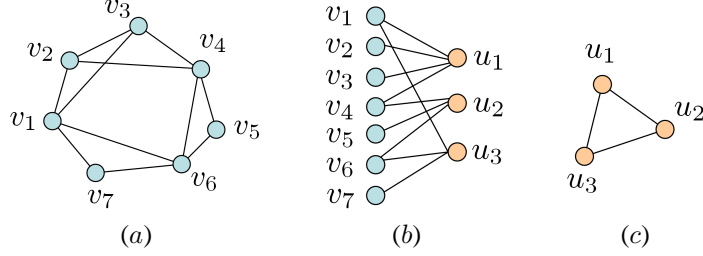 v₃
v₂
v₄
v₁
v₅
v₇
v₆
(a)
v₁
v₂
v₃
v₄
v₅
v₆
v₇
u₁
u₂
u₃
(b)
u₁
u₂
u₃
(c)